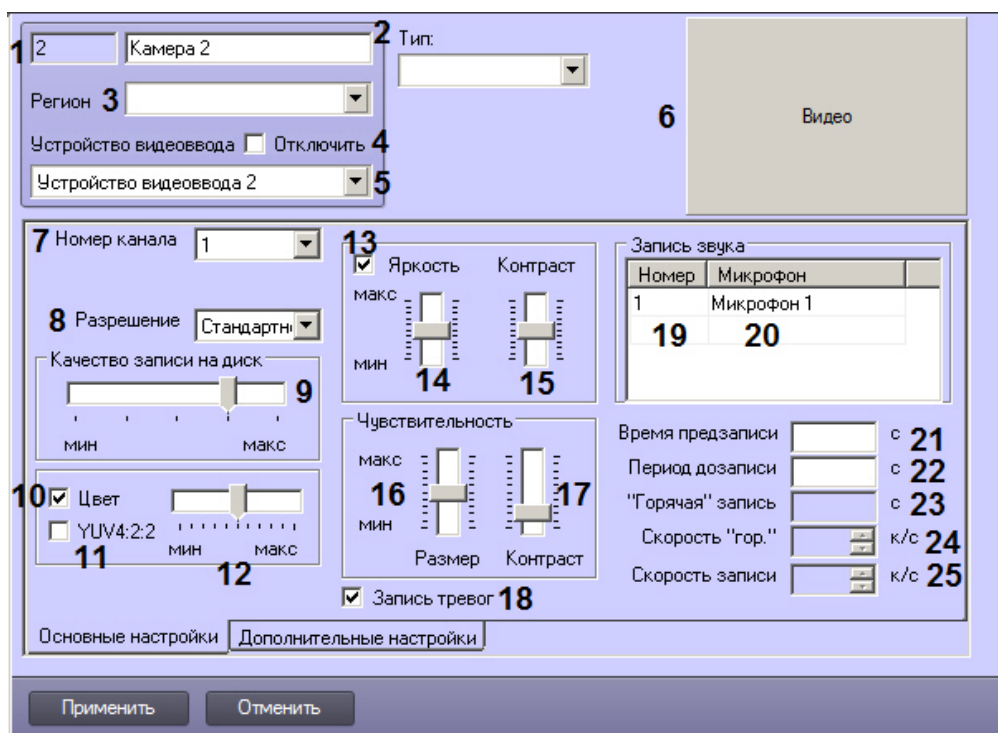 1 2 Камера 2 2 Тип:
Регион 3
6 Видео
Устройство видеоввода Отключить 4
Устройство видеоввода 2 5
7 Номер канала 1
8 Разрешение Стандартн
Качество записи на диск
9
мин макс
10 Цвет
YUV4:2:2
11
мин макс
12
13
Яркость Контраст
макс
мин
14 15
Чувствительность
макс
16 17
мин
Размер Контраст
Запись тревог 18
Запись звука
Номер Микрофон
1 Микрофон 1
19 20
Время предзаписи с 21
Период дозаписи с 22
"Горячая" запись с 23
Скорость "гор." к/с 24
Скорость записи к/с 25
Основные настройки Дополнительные настройки
Применить Отменить